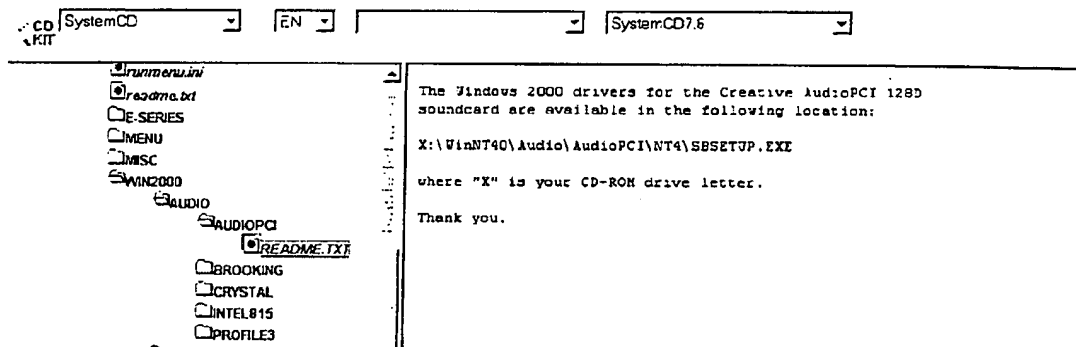 CD KIT
SystemCD
EN
SystemCD7.6
runmenu.ini
readme.txt
E-SERIES
MENU
MISC
WIN2000
AUDIO
AUDIOPCI
README.TXT
BROOKING
CRYSTAL
INTEL815
PROFILE3
The Windows 2000 drivers for the Creative AudioPCI 128D
soundcard are available in the following location:
X:\WinNT40\Audio\AudioPCI\NT4\SBSETUP.EXE
where "X" is your CD-ROM drive letter.
Thank you.